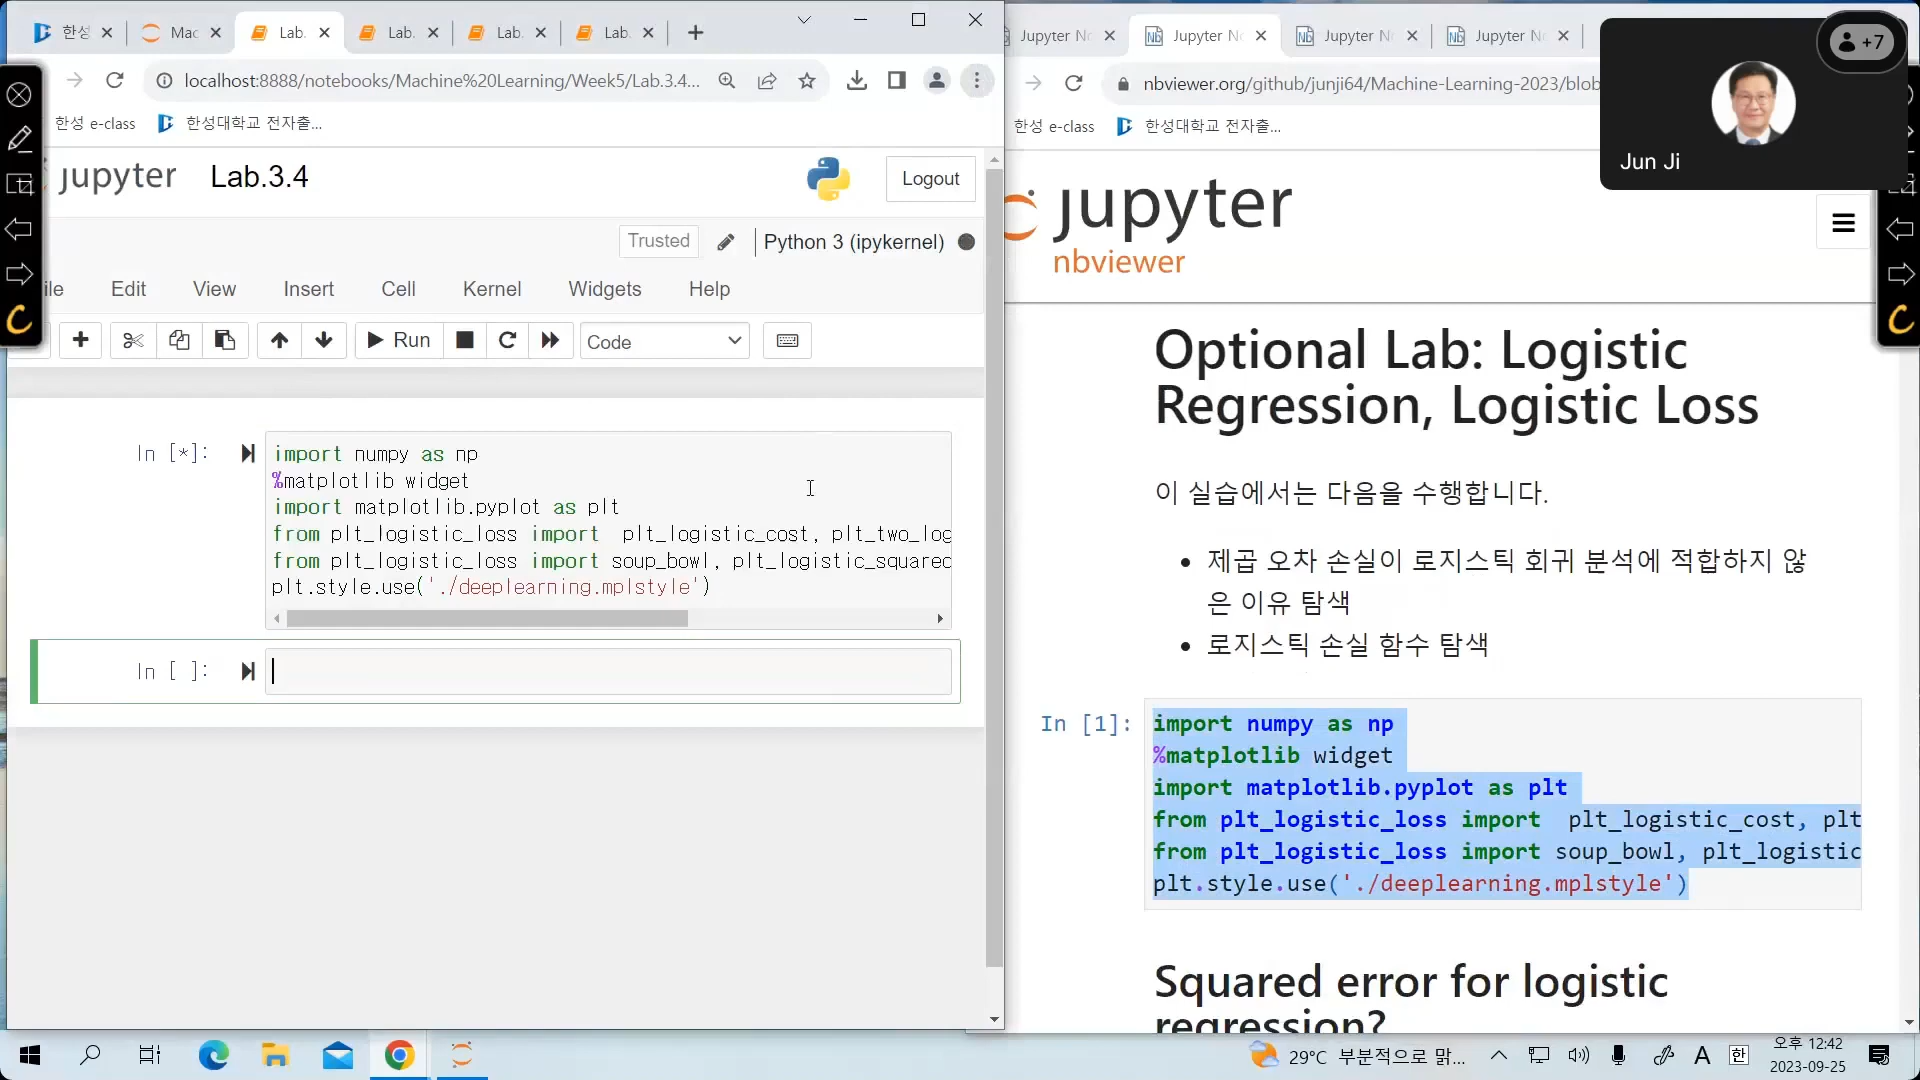 한성
Mac
Lab.
Lab.
Lab.
Lab.
localhost:8888/notebooks/Machine%20Learning/Week5/Lab.3.4...
한성 e-class
한성대학교 전자출...
jupyter Lab.3.4
Logout
Trusted
Python 3 (ipykernel)
ile Edit View Insert Cell Kernel Widgets Help
Run
Code
In [*]:
import numpy as np
%matplotlib widget
import matplotlib.pyplot as plt
from plt_logistic_loss import  plt_logistic_cost, plt_two_log
from plt_logistic_loss import soup_bowl, plt_logistic_squared
plt.style.use('./deeplearning.mplstyle')
In [ ]:
Jupyter No
Jupyter No
Jupyter N
Jupyter No
nbviewer.org/github/junji64/Machine-Learning-2023/blob
한성 e-class
한성대학교 전자출...
+7
Jun Ji
jupyter
nbviewer
Optional Lab: Logistic
Regression, Logistic Loss
이 실습에서는 다음을 수행합니다.
• 제곱 오차 손실이 로지스틱 회귀 분석에 적합하지 않
은 이유 탐색
• 로지스틱 손실 함수 탐색
In [1]:
import numpy as np
%matplotlib widget
import matplotlib.pyplot as plt
from plt_logistic_loss import  plt_logistic_cost, plt
from plt_logistic_loss import soup_bowl, plt_logistic
plt.style.use('./deeplearning.mplstyle')
Squared error for logistic
regression?
29°C 부분적으로 맑...
A
한
오후 12:42
2023-09-25